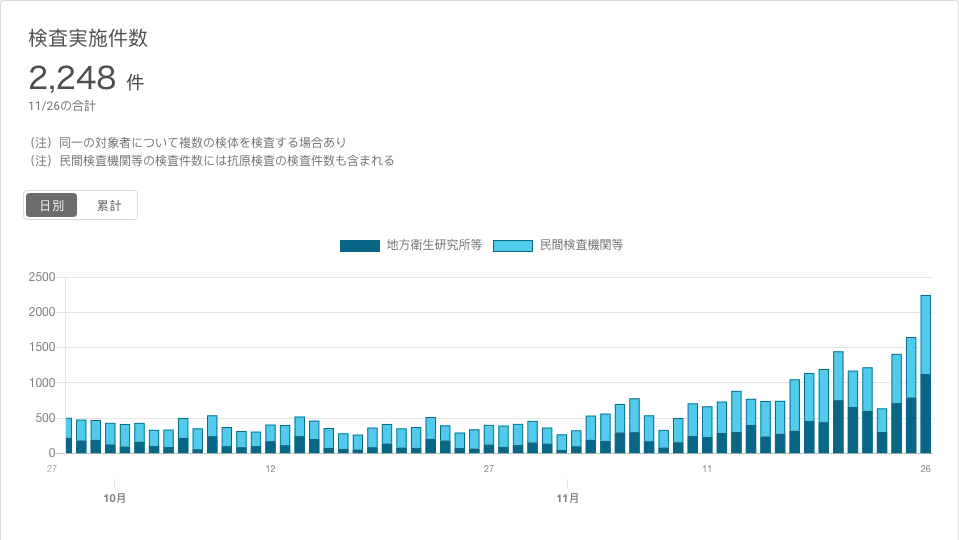 検査実施件数
2,248 件
11/26の合計
（注）同一の対象者について複数の検体を検査する場合あり
（注）民間検査機関等の検査件数には抗原検査の検査件数も含まれる
日別 累計
地方衛生研究所等 民間検査機関等
2500
2000
1500
1000
500
0
27 12 27 11 26
10月 11月